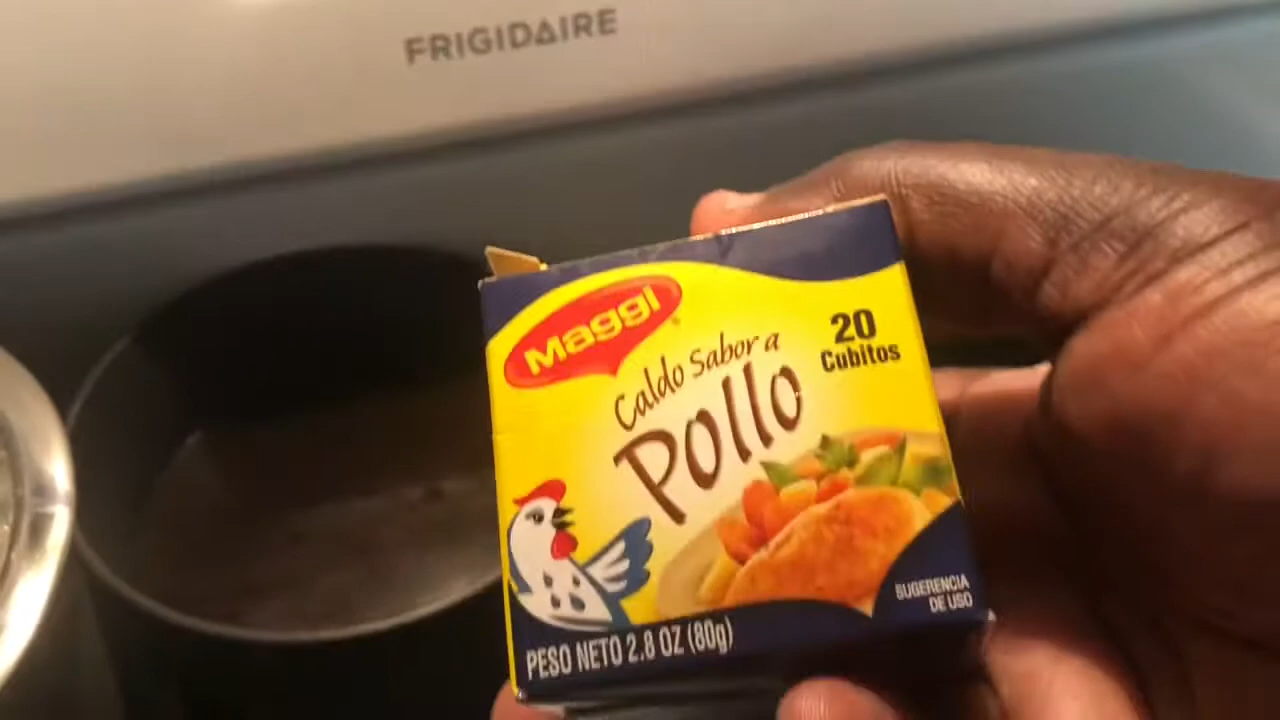 FRIGIDAIRE
Maggi
Caldo Sabor a
Pollo
20
Cubitos
SUGERENCIA
DE USO
PESO NETO 2.8 OZ (80g)